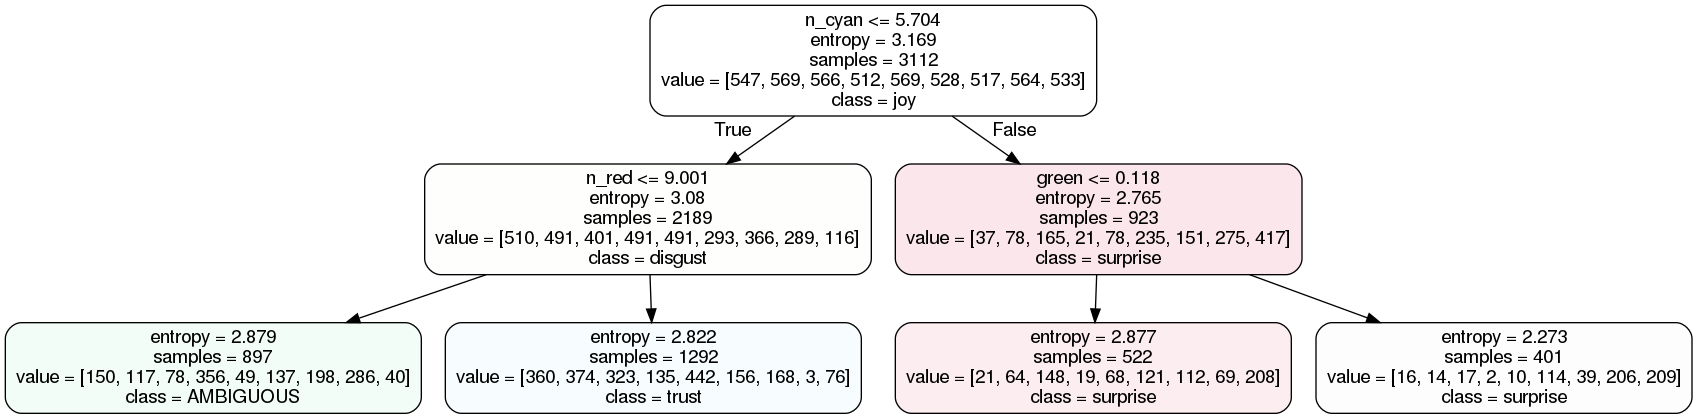 n_cyan <= 5.704
entropy = 3.169
samples = 3112
value = [547, 569, 566, 512, 569, 528, 517, 564, 533]
class = joy
True
False
n_red <= 9.001
entropy = 3.08
samples = 2189
value = [510, 491, 401, 491, 491, 293, 366, 289, 116]
class = disgust
green <= 0.118
entropy = 2.765
samples = 923
value = [37, 78, 165, 21, 78, 235, 151, 275, 417]
class = surprise
entropy = 2.879
samples = 897
value = [150, 117, 78, 356, 49, 137, 198, 286, 40]
class = AMBIGUOUS
entropy = 2.822
samples = 1292
value = [360, 374, 323, 135, 442, 156, 168, 3, 76]
class = trust
entropy = 2.877
samples = 522
value = [21, 64, 148, 19, 68, 121, 112, 69, 208]
class = surprise
entropy = 2.273
samples = 401
value = [16, 14, 17, 2, 10, 114, 39, 206, 209]
class = surprise